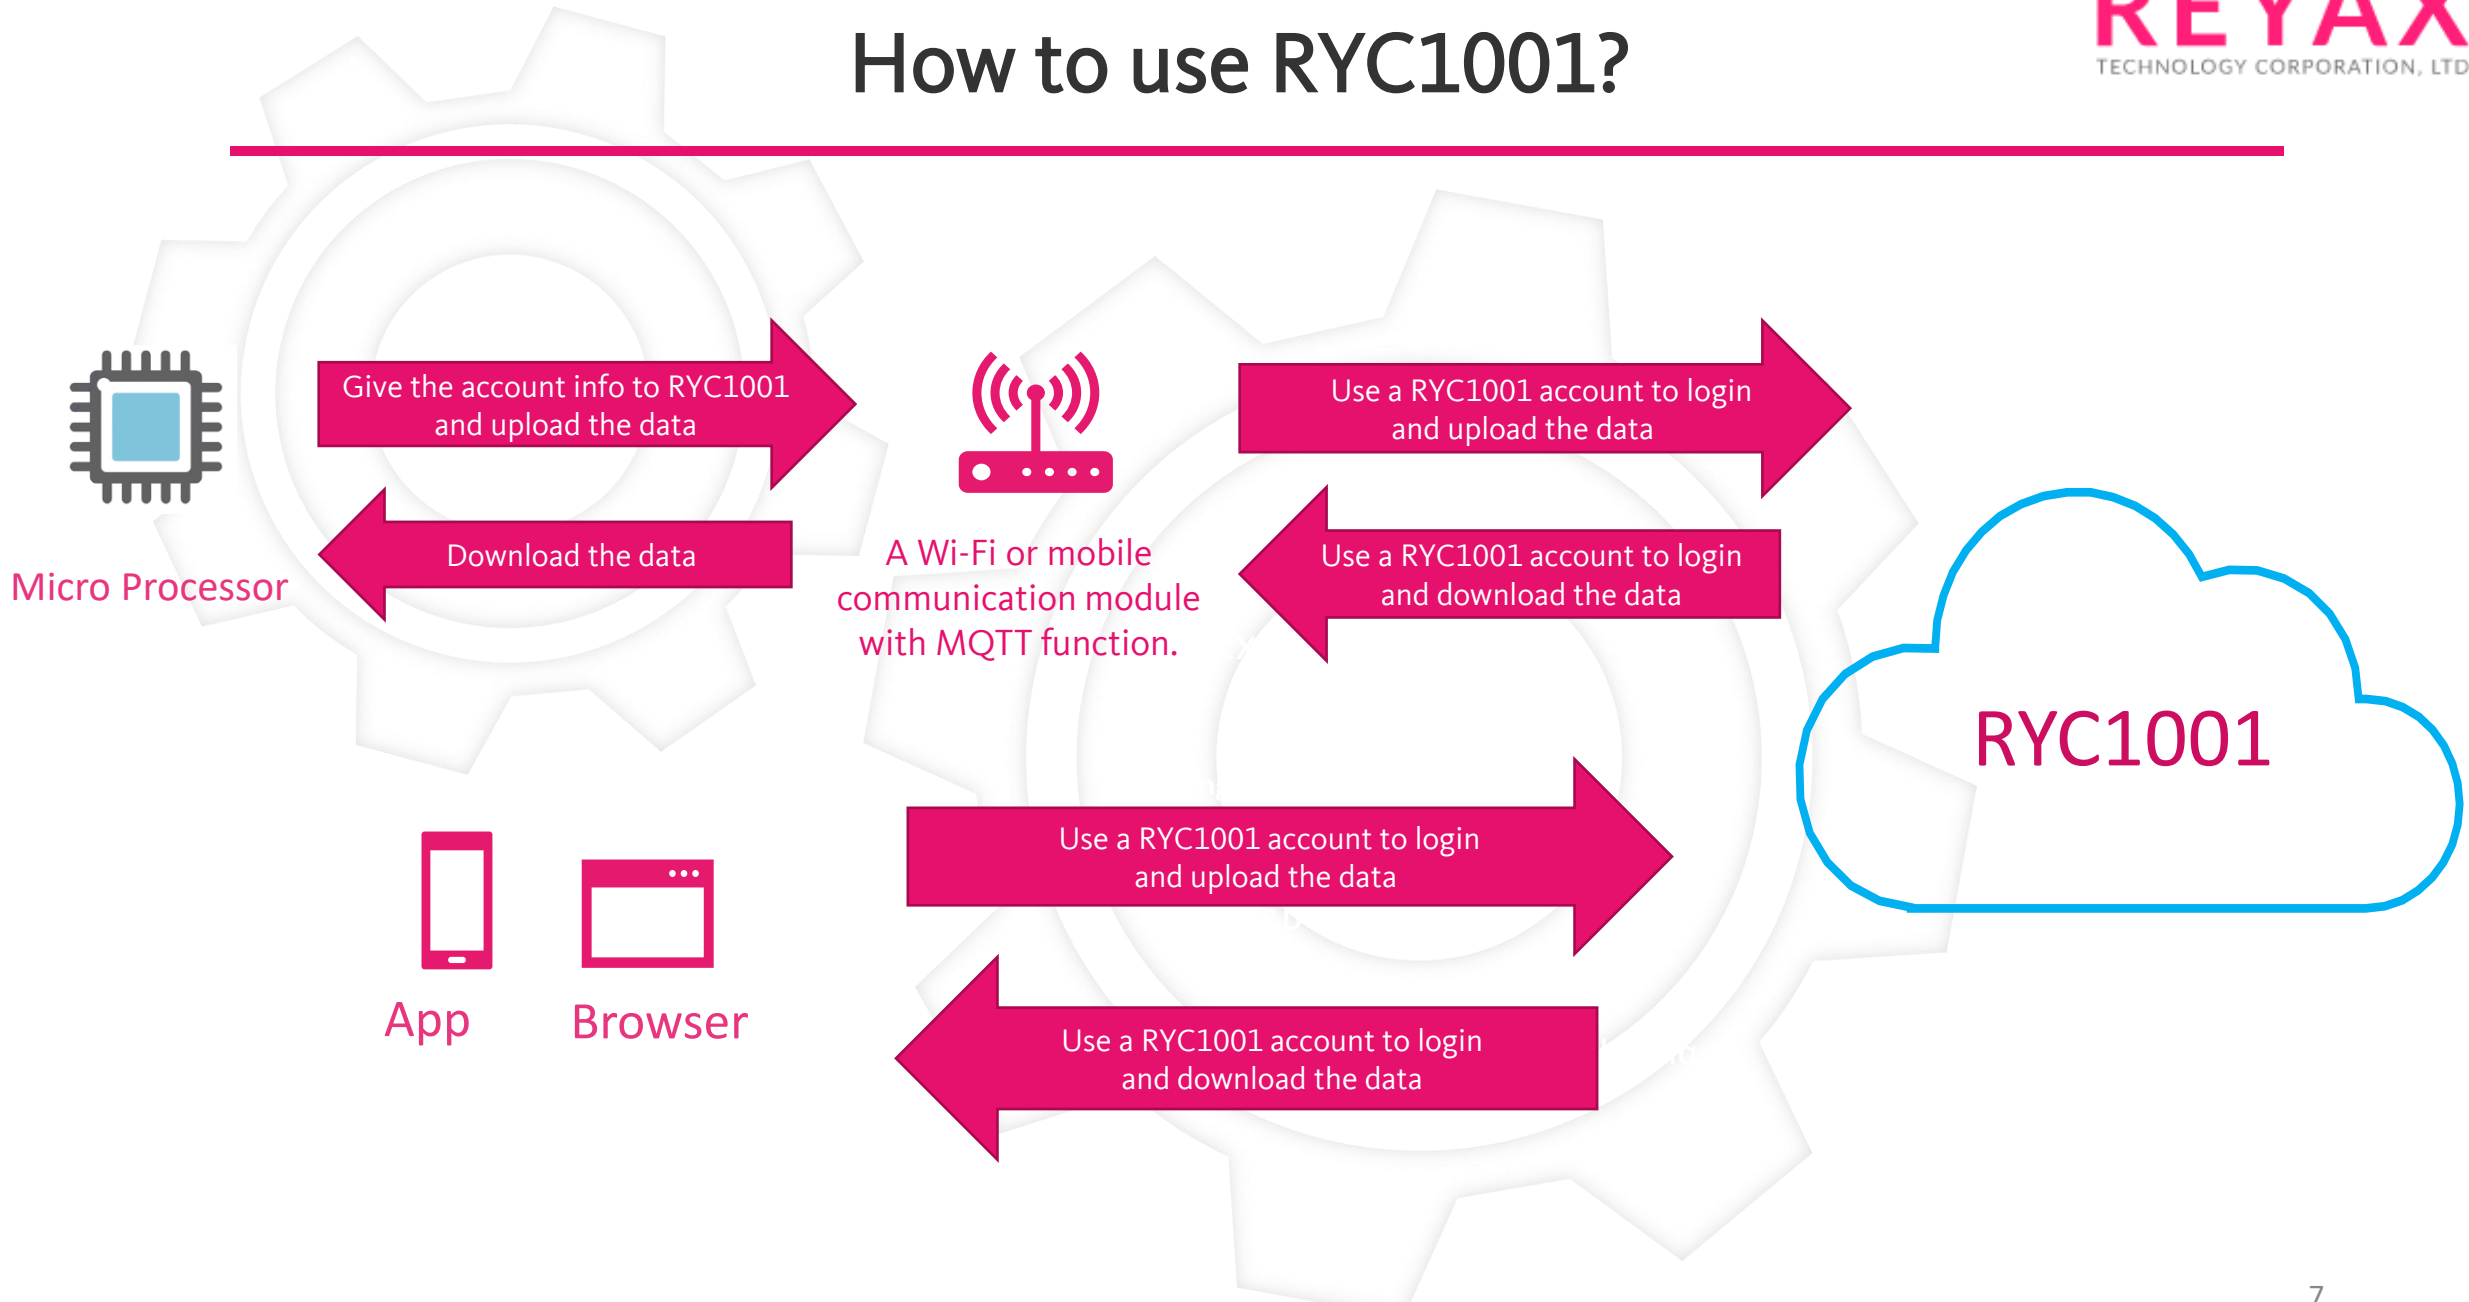 REYAX
TECHNOLOGY CORPORATION, LTD
How to use RYC1001?
Give the account info to RYC1001
and upload the data
Use a RYC1001 account to login
and upload the data
Download the data
Micro Processor
A Wi-Fi or mobile
communication module
with MQTT function.
Use a RYC1001 account to login
and download the data
RYC1001
Use a RYC1001 account to login
and upload the data
App
Browser
Use a RYC1001 account to login
and download the data
7